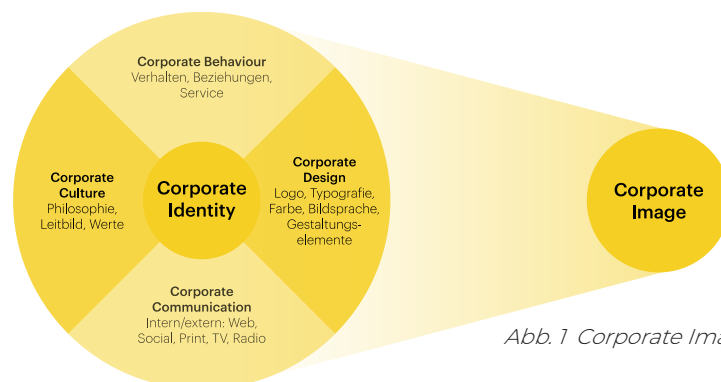 Corporate Behaviour
Verhalten, Beziehungen,
Service
Corporate
Culture
Philosophie,
Leitbild, Werte
Corporate
Identity
Corporate
Design
Logo, Typografie,
Farbe, Bildsprache,
Gestaltungs-
elemente
Corporate
Communication
Intern/extern: Web,
Social, Print, TV, Radio
Corporate
Image
Abb. 1 Corporate